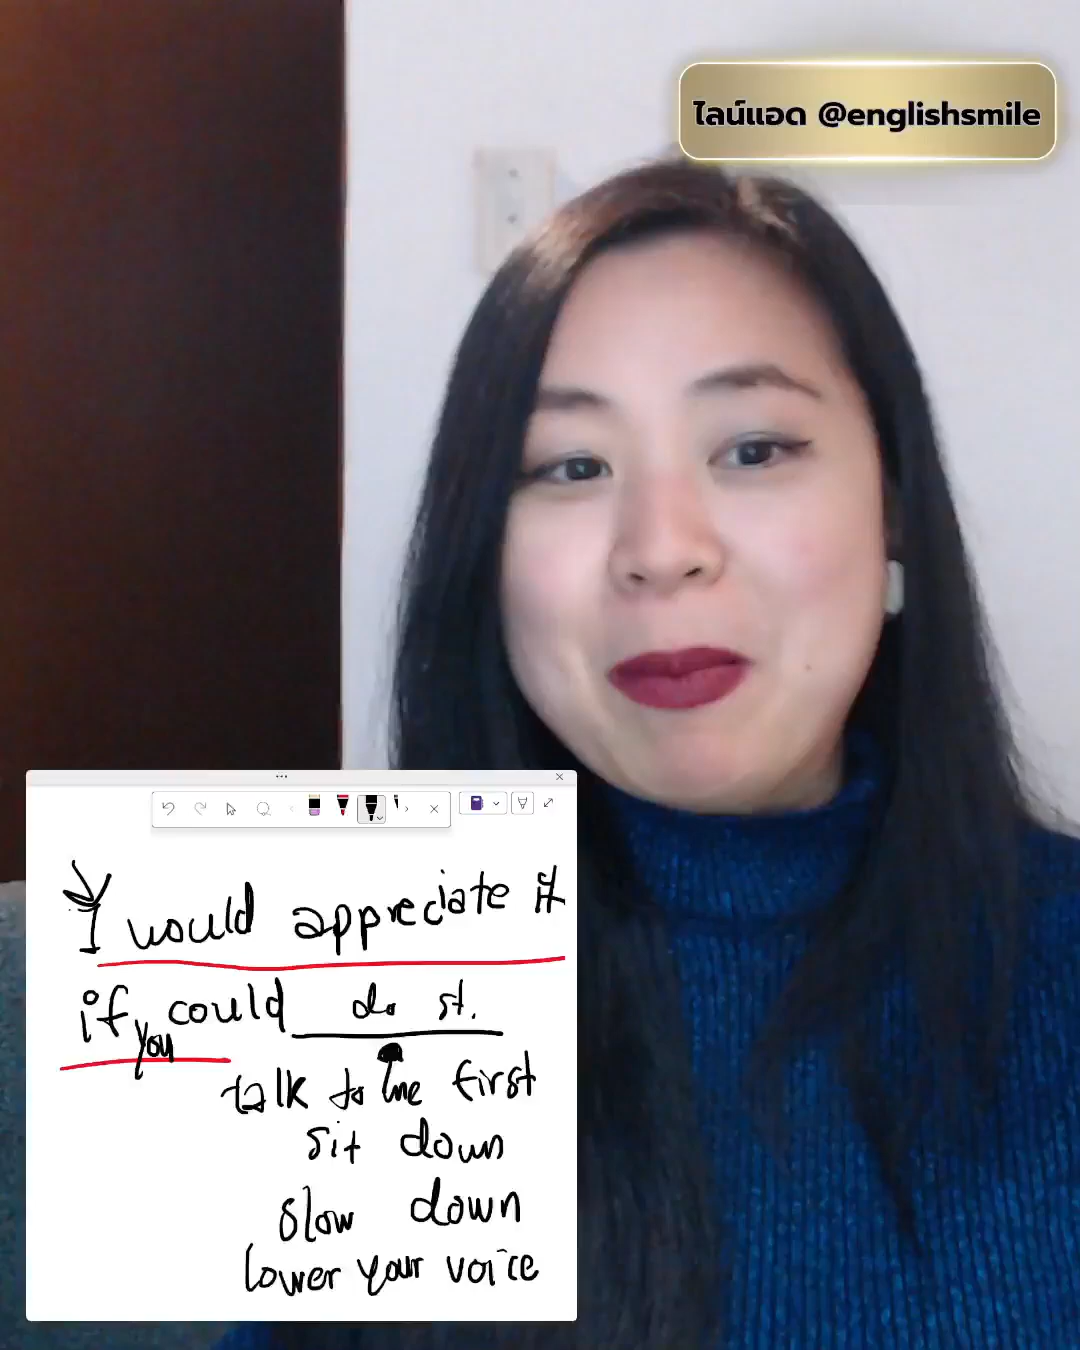 ไลน์แอด @englishsmile
I would appreciate it
if you could do st.
talk to me first
sit down
slow down
lower your voice